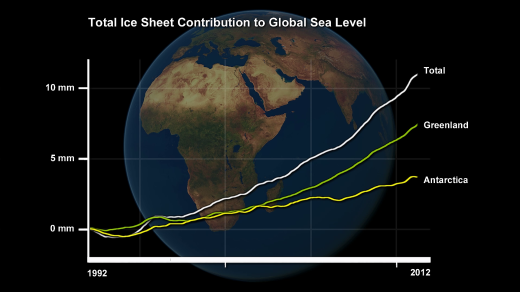 Total Ice Sheet Contribution to Global Sea Level
10 mm
5 mm
0 mm
Total
Greenland
Antarctica
1992
2012